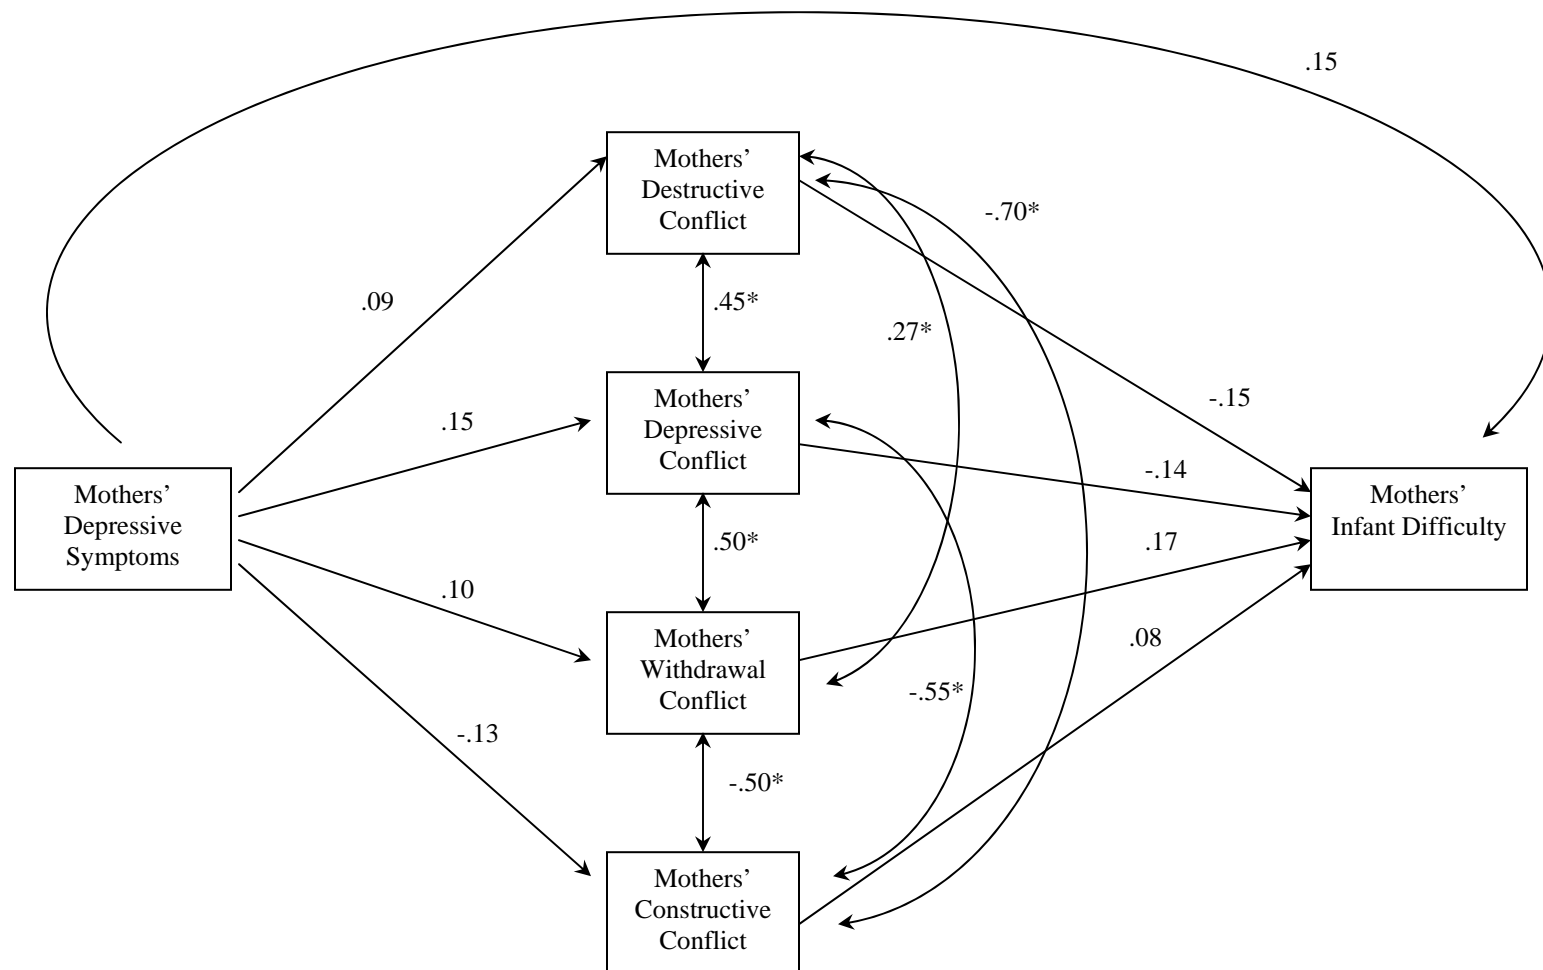 .15
Mothers’
Destructive
Conflict
-.70*
.09
.45*
.27*
Mothers’
Depressive
Conflict
.15
-.15
-.14
Mothers’
Depressive
Symptoms
Mothers’
Infant Difficulty
.50*
.17
.10
Mothers’
Withdrawal
Conflict
.08
-.55*
-.13
-.50*
Mothers’
Constructive
Conflict